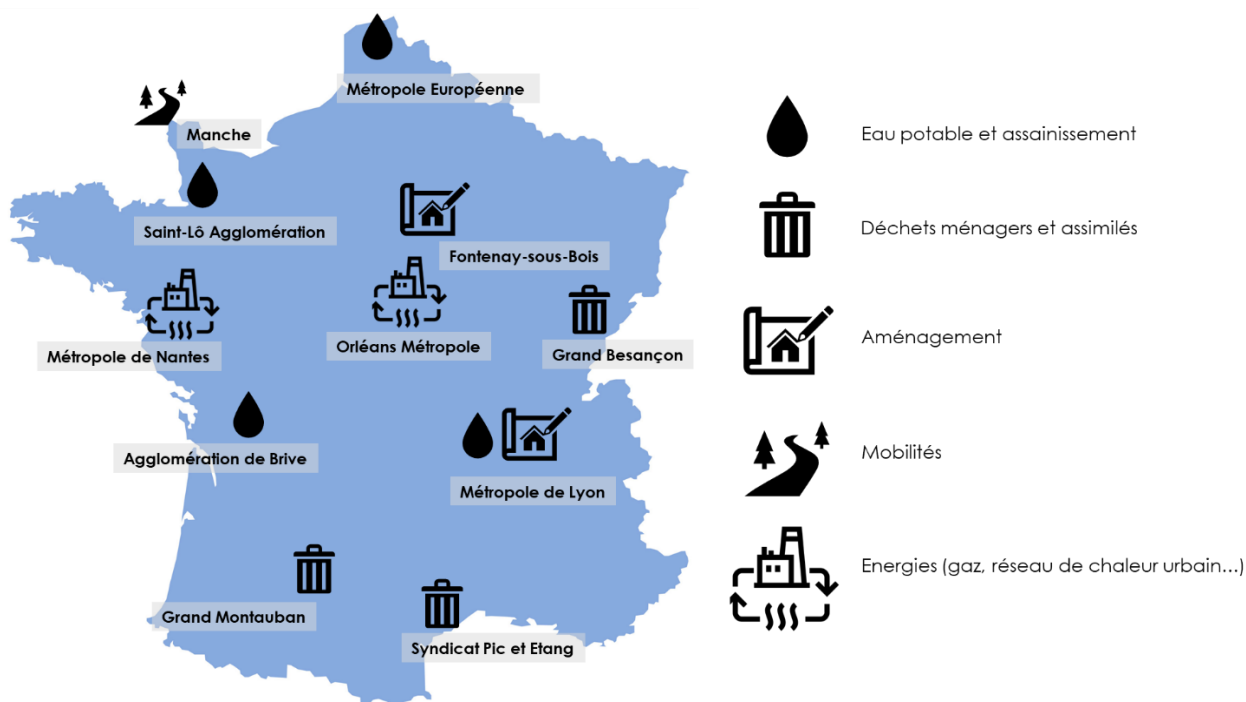 Métropole Européenne
Manche
Saint-Lô Agglomération
Fontenay-sous-Bois
Métropole de Nantes
Orléans Métropole
Grand Besançon
Agglomération de Brive
Métropole de Lyon
Grand Montauban
Syndicat Pic et Etang
Eau potable et assainissement
Déchets ménagers et assimilés
Aménagement
Mobilités
Energies (gaz, réseau de chaleur urbain...)